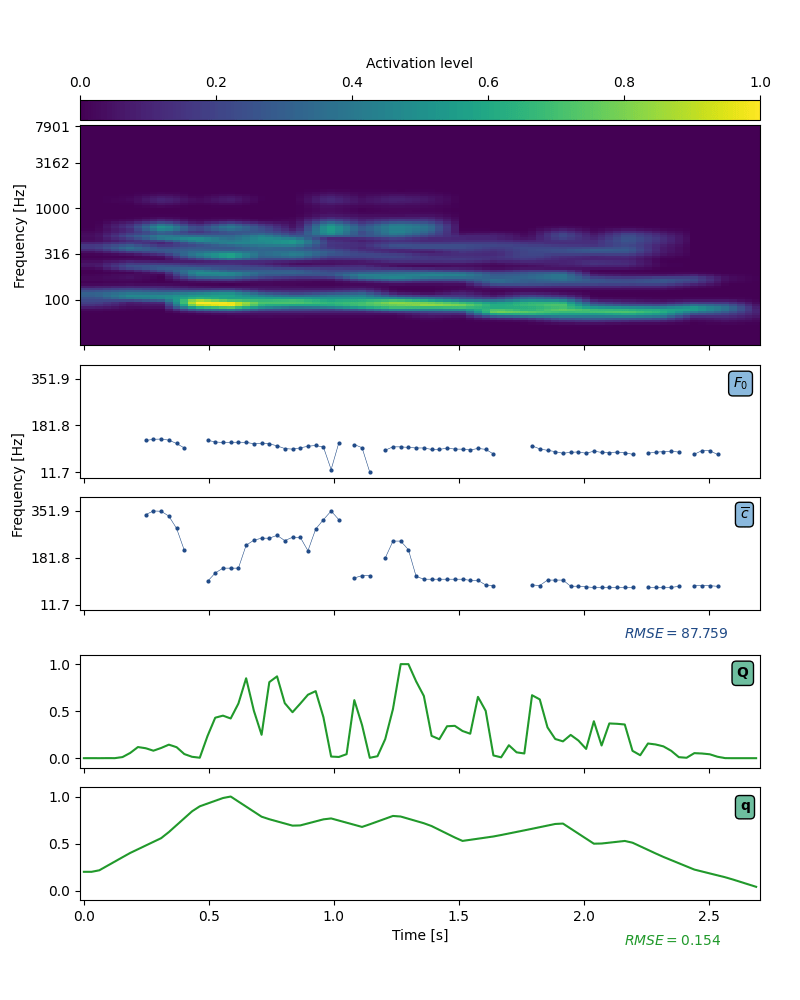 Activation level
0.0 0.2 0.4 0.6 0.8 1.0
7901
3162
1000
316
100
Frequency [Hz]
351.9
181.8
11.7
F₀
Frequency [Hz]
351.9
181.8
11.7
c̅
RMSE = 87.759
1.0
0.5
0.0
Q
1.0
0.5
0.0
q
0.0 0.5 1.0 1.5 2.0 2.5
Time [s]
RMSE = 0.154